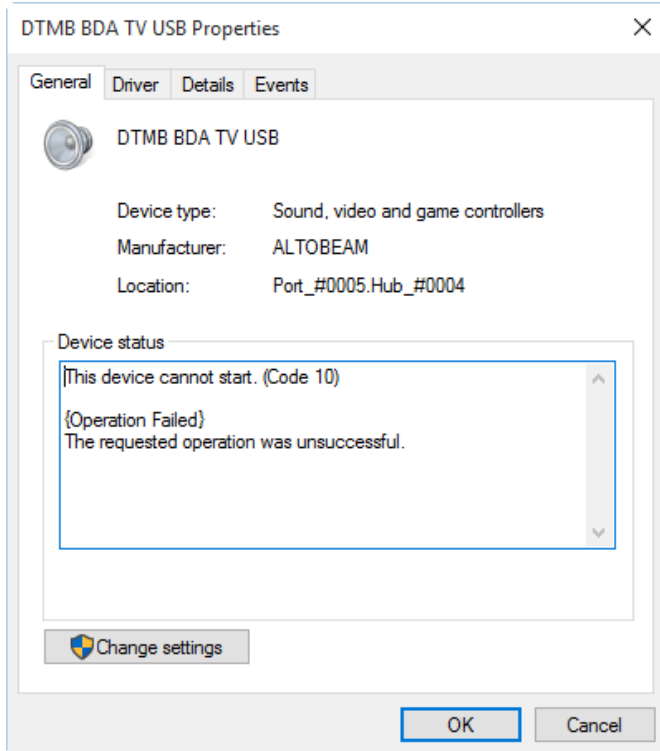 DTMB BDA TV USB Properties
General Driver Details Events
DTMB BDA TV USB
Device type: Sound, video and game controllers
Manufacturer: ALTOBEAM
Location: Port_#0005.Hub_#0004
Device status
This device cannot start. (Code 10)
{Operation Failed}
The requested operation was unsuccessful.
Change settings
OK Cancel